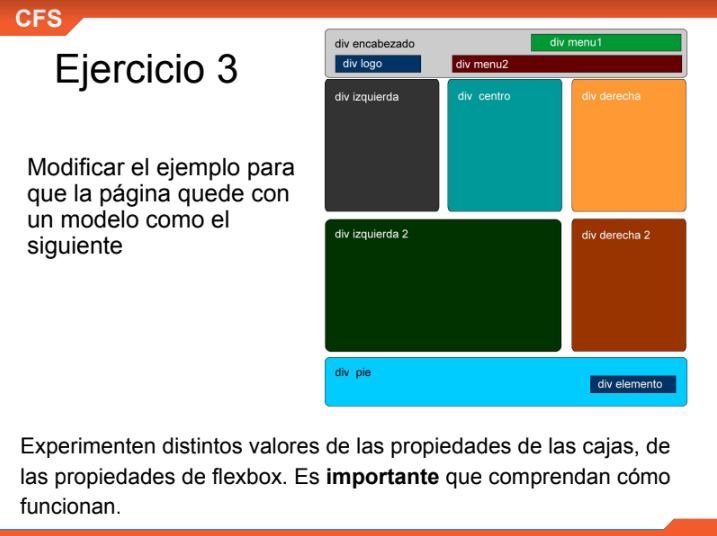 CFS
Ejercicio 3
Modificar el ejemplo para
que la página quede con
un modelo como el
siguiente
div encabezado
div menu1
div logo
div menu2
div izquierda
div centro
div derecha
div izquierda 2
div derecha 2
div pie
div elemento
Experimenten distintos valores de las propiedades de las cajas, de
las propiedades de flexbox. Es importante que comprendan cómo
funcionan.